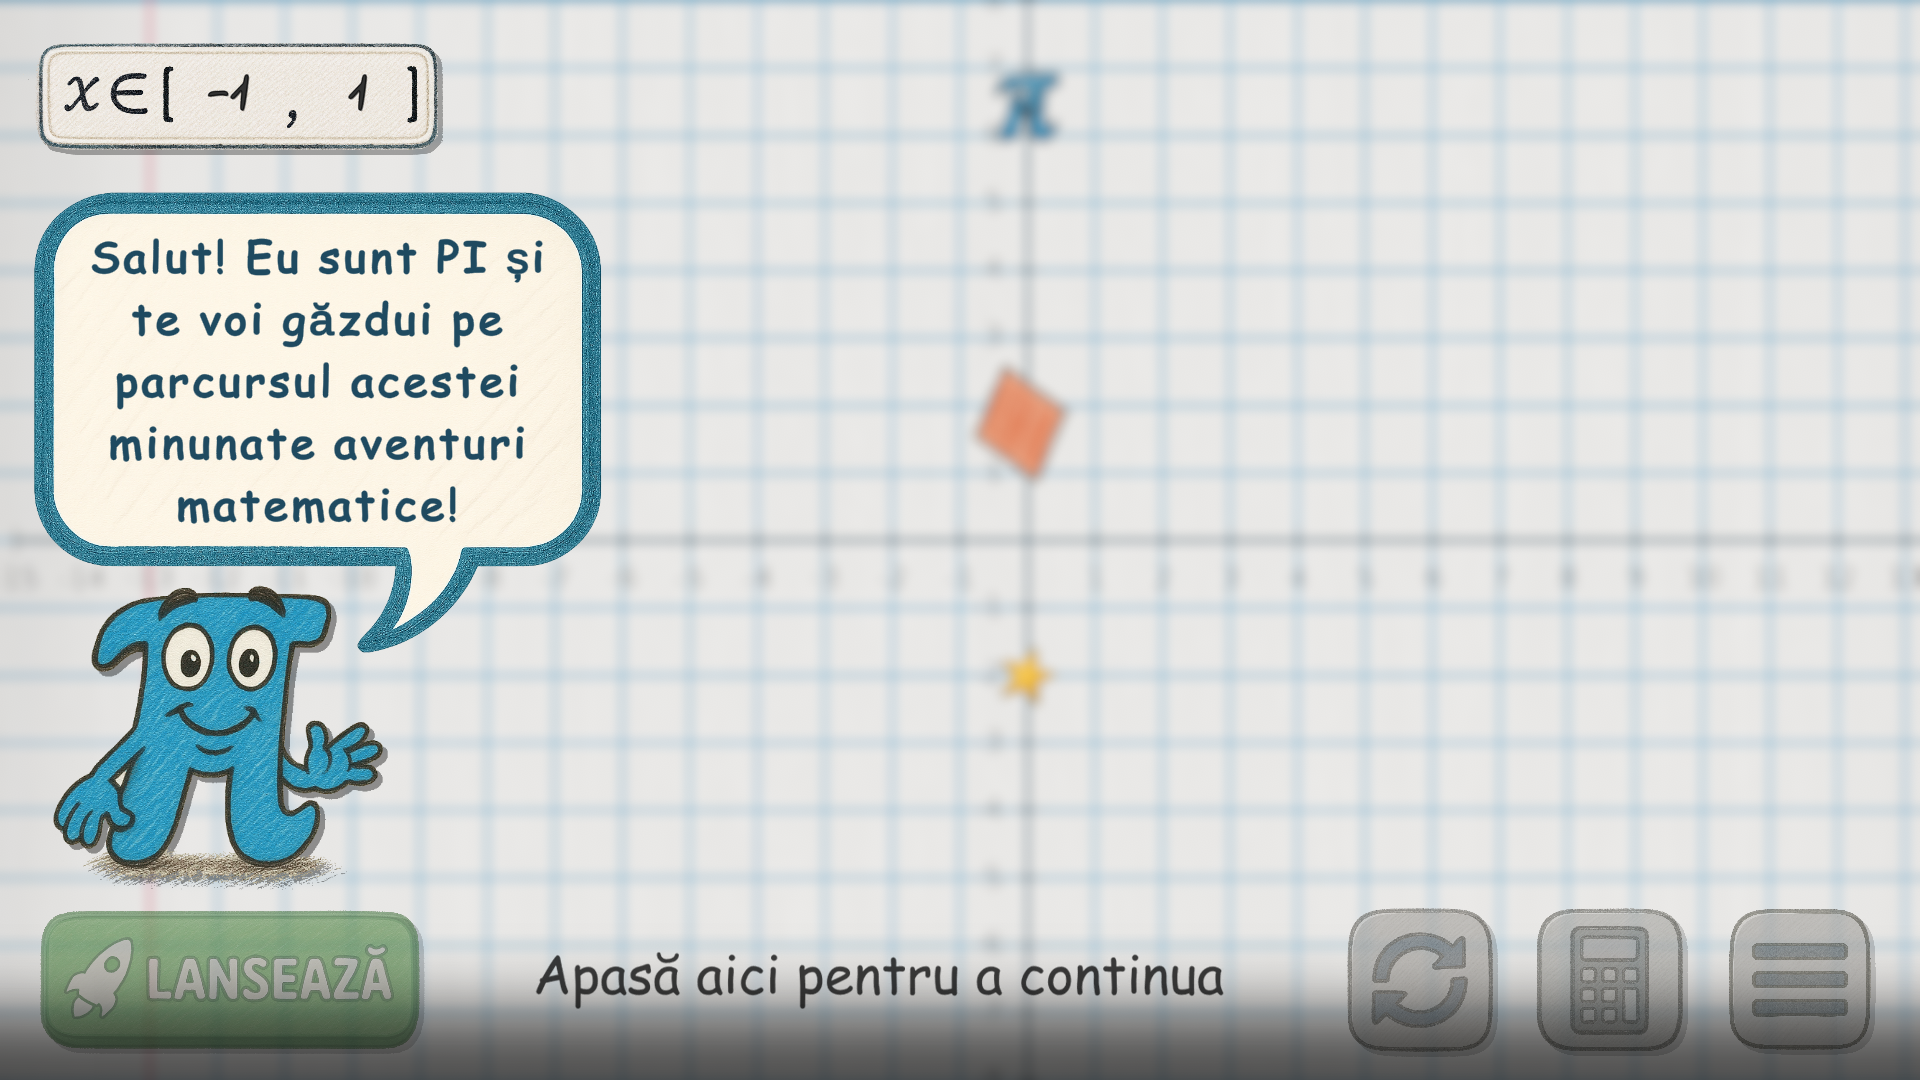 x∈[ -1 , 1 ]
Salut! Eu sunt PI și
te voi găzdui pe
parcursul acestei
minunate aventuri
matematice!
LANSEAZĂ
Apasă aici pentru a continua